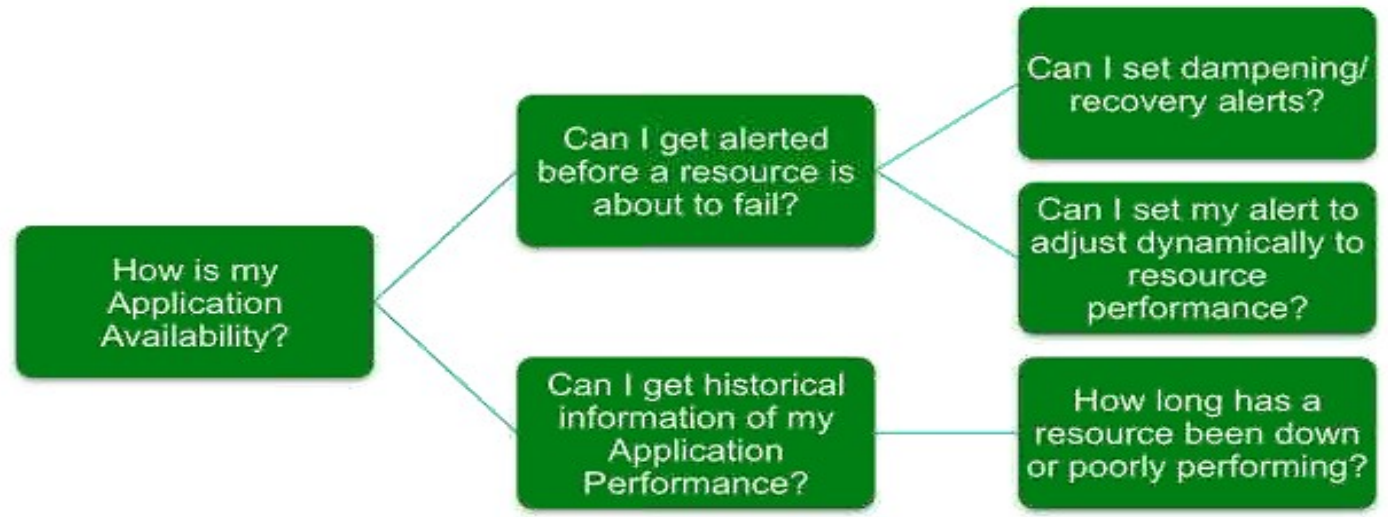 How is my
Application
Availability?
Can I get alerted
before a resource is
about to fail?
Can I set dampening/
recovery alerts?
Can I set my alert to
adjust dynamically to
resource
performance?
Can I get historical
information of my
Application
Performance?
How long has a
resource been down
or poorly performing?